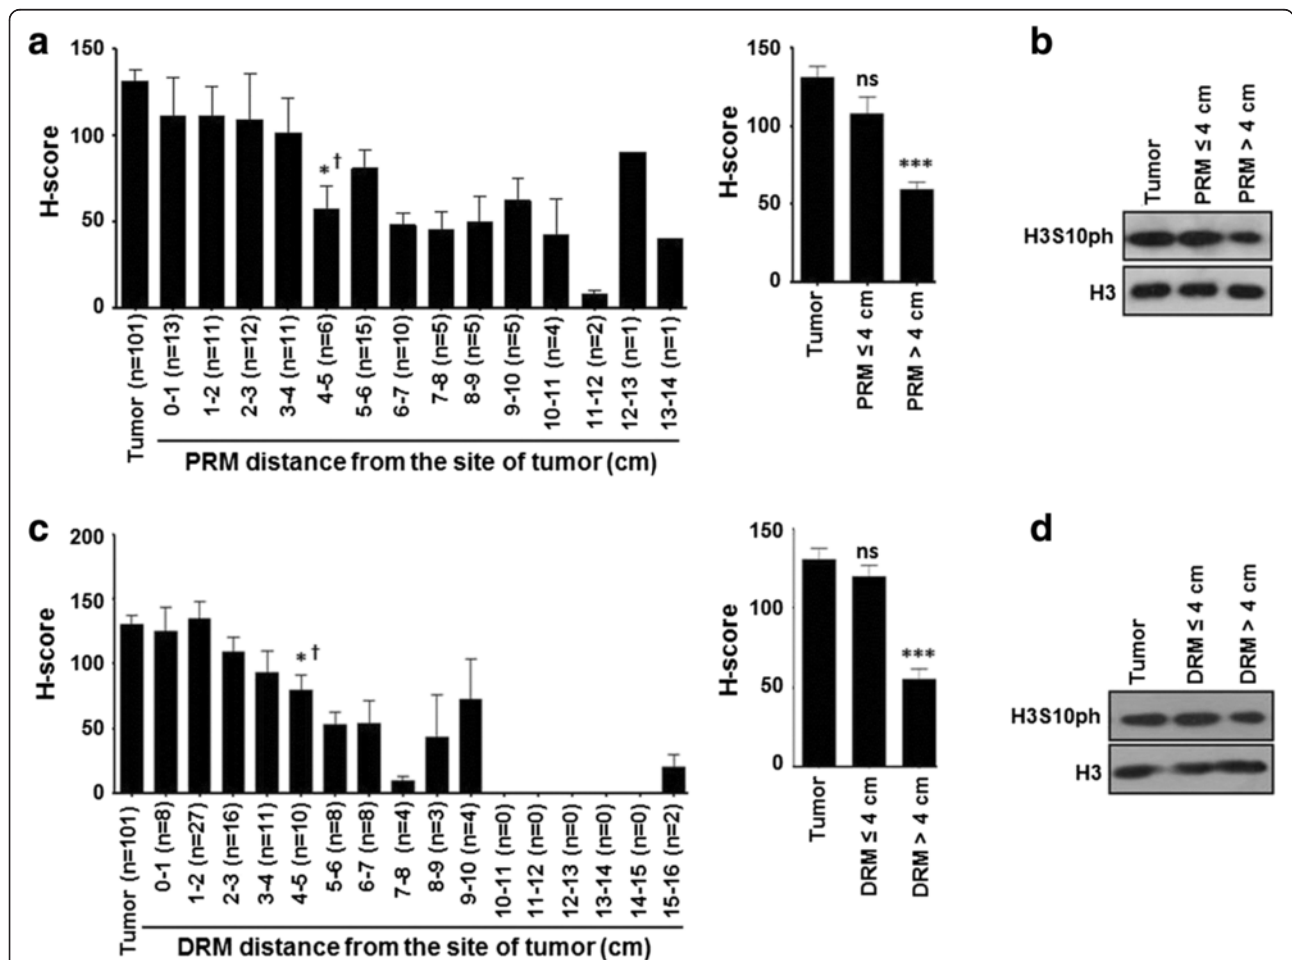 a
150
100
50
0
H-score
*†
Tumor (n=101)
0-1 (n=13)
1-2 (n=11)
2-3 (n=12)
3-4 (n=11)
4-5 (n=6)
5-6 (n=15)
6-7 (n=10)
7-8 (n=5)
8-9 (n=5)
9-10 (n=5)
10-11 (n=4)
11-12 (n=2)
12-13 (n=1)
13-14 (n=1)
PRM distance from the site of tumor (cm)
150
100
50
0
H-score
ns
***
Tumor
PRM ≤ 4 cm
PRM > 4 cm
b
Tumor
PRM ≤ 4 cm
PRM > 4 cm
H3S10ph
H3
c
200
150
100
50
0
H-score
*†
Tumor (n=101)
0-1 (n=8)
1-2 (n=27)
2-3 (n=16)
3-4 (n=11)
4-5 (n=10)
5-6 (n=8)
6-7 (n=8)
7-8 (n=4)
8-9 (n=3)
9-10 (n=4)
10-11 (n=0)
11-12 (n=0)
12-13 (n=0)
13-14 (n=0)
14-15 (n=0)
15-16 (n=2)
DRM distance from the site of tumor (cm)
150
100
50
0
H-score
ns
***
Tumor
DRM ≤ 4 cm
DRM > 4 cm
d
Tumor
DRM ≤ 4 cm
DRM > 4 cm
H3S10ph
H3